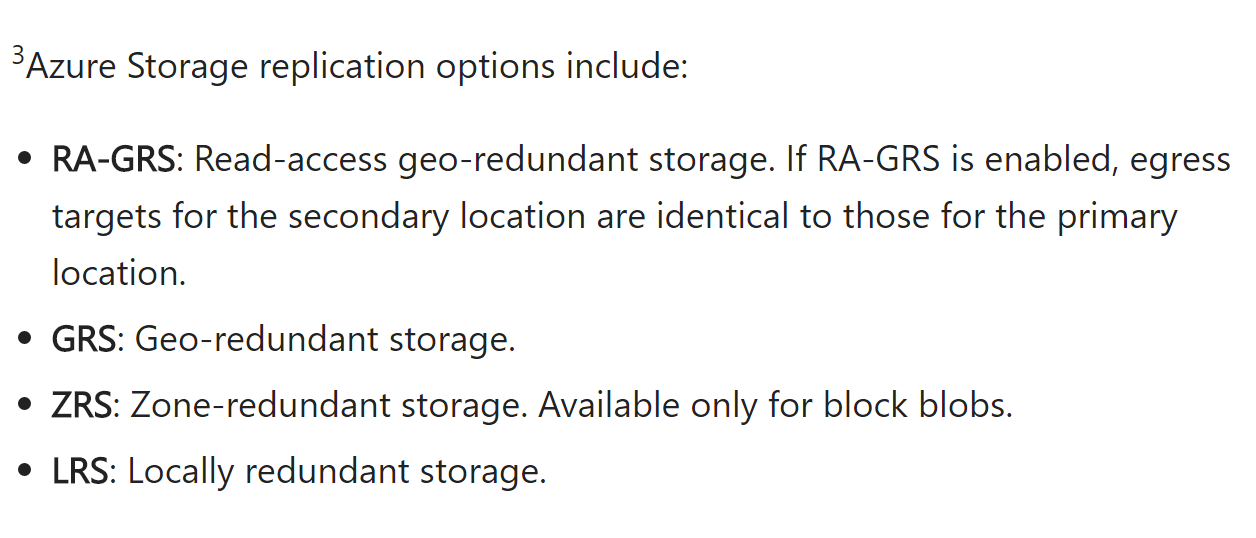 ³Azure Storage replication options include:
• RA-GRS: Read-access geo-redundant storage. If RA-GRS is enabled, egress
targets for the secondary location are identical to those for the primary
location.
• GRS: Geo-redundant storage.
• ZRS: Zone-redundant storage. Available only for block blobs.
• LRS: Locally redundant storage.